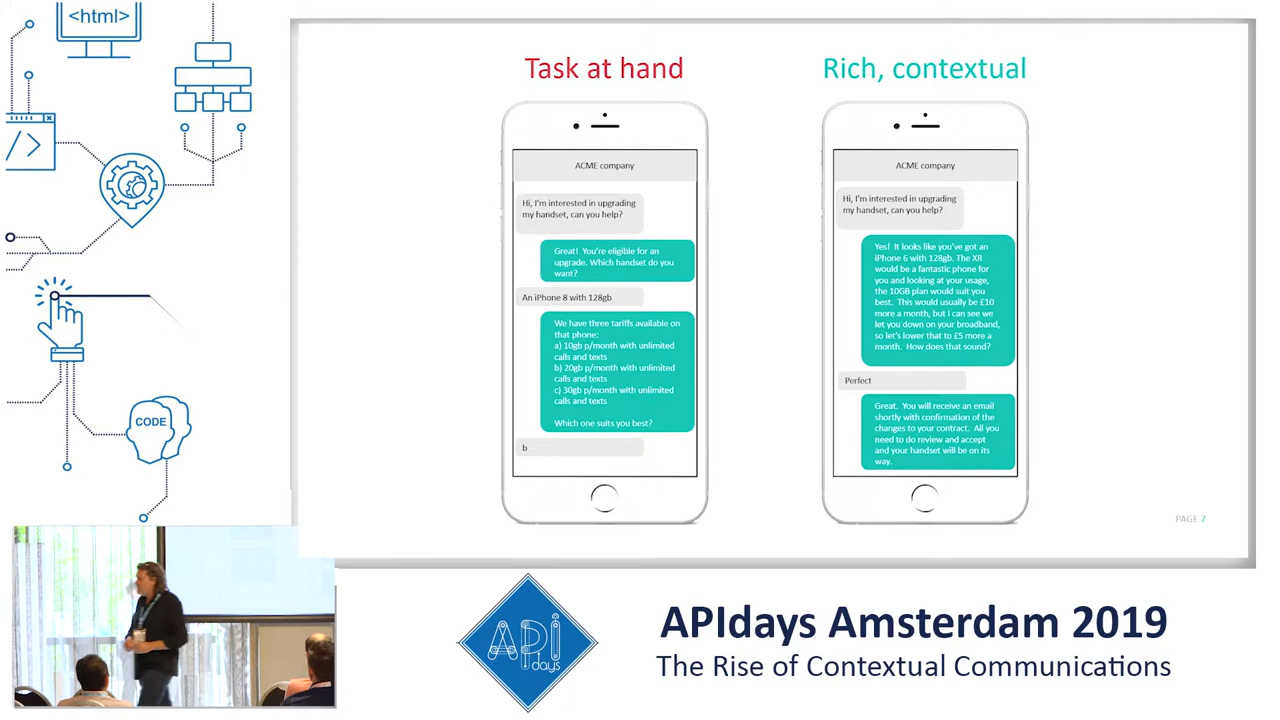 <html>
</>
CODE
Task at hand
ACME company
Hi, I'm interested in upgrading
my handset, can you help?
Great! You're eligible for an
upgrade. Which handset do you
want?
An iPhone 8 with 128gb
We have three tariffs available on
that phone:
a) 10gb p/month with unlimited
calls and texts
b) 20gb p/month with unlimited
calls and texts
c) 30gb p/month with unlimited
calls and texts
Which one suits you best?
b
Rich, contextual
ACME company
Hi, I'm interested in upgrading
my handset, can you help?
Yes! It looks like you've got an
iPhone 6 with 128gb. The XR
would be a fantastic phone for
you and looking at your usage,
the 10GB plan would suit you
best. This would usually be £10
more a month, but I can see we
let you down on your broadband,
so let's lower that to £5 more a
month. How does that sound?
Perfect
Great. You will receive an email
shortly with confirmation of the
changes to your contract. All you
need to do review and accept
and your handset will be on its
way.
PAGE 7
API
days
APIdays Amsterdam 2019
The Rise of Contextual Communications